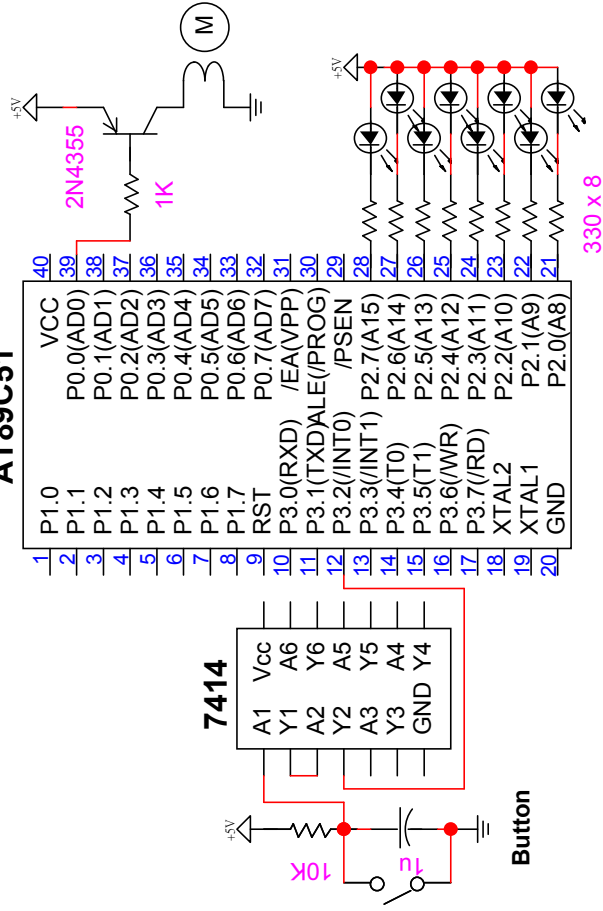 AT89C51
1 P1.0 VCC 40
2 P1.1 P0.0(AD0) 39
3 P1.2 P0.1(AD1) 38
4 P1.3 P0.2(AD2) 37
5 P1.4 P0.3(AD3) 36
6 P1.5 P0.4(AD4) 35
7 P1.6 P0.5(AD5) 34
8 P1.7 P0.6(AD6) 33
9 RST P0.7(AD7) 32
10 P3.0(RXD) /EA(VPP) 31
11 P3.1(TXD) ALE(/PROG) 30
12 P3.2(/INT0) /PSEN 29
13 P3.3(/INT1) P2.7(A15) 28
14 P3.4(T0) P2.6(A14) 27
15 P3.5(T1) P2.5(A13) 26
16 P3.6(/WR) P2.4(A12) 25
17 P3.7(/RD) P2.3(A11) 24
18 XTAL2 P2.2(A10) 23
19 XTAL1 P2.1(A9) 22
20 GND P2.0(A8) 21
+5V
2N4355
1K
M
+5V
330 x 8
7414
A1 Vcc
Y1 A6
A2 Y6
Y2 A5
A3 Y5
Y3 A4
GND Y4
+5V
10K
1u
Button